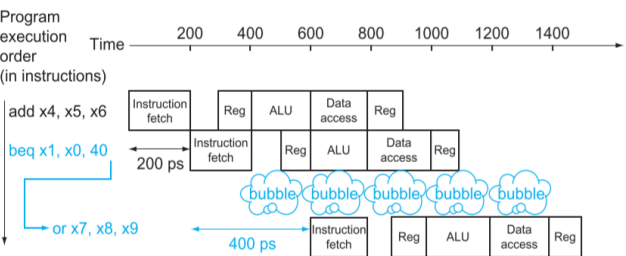 Program
execution
order
(in instructions)
Time
200 400 600 800 1000 1200 1400
add x4, x5, x6
Instruction fetch
Reg
ALU
Data access
Reg
beq x1, x0, 40
200 ps
Instruction fetch
Reg
ALU
Data access
Reg
bubble bubble bubble bubble bubble
or x7, x8, x9
400 ps
Instruction fetch
Reg
ALU
Data access
Reg